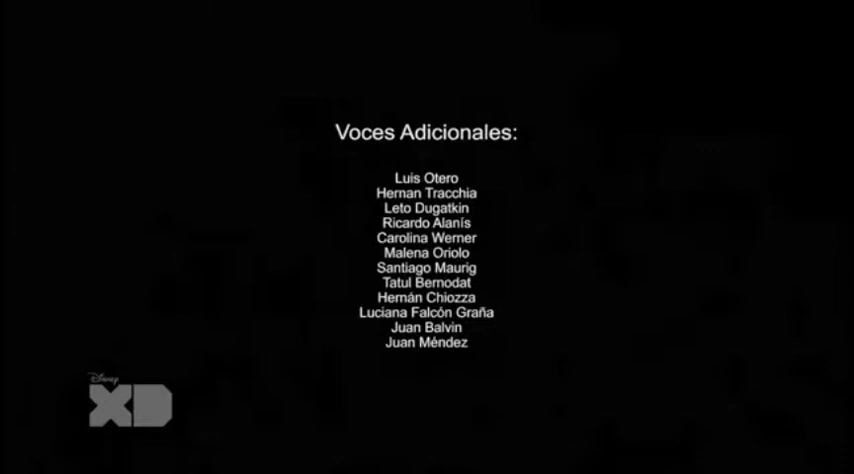 Voces Adicionales:
Luis Otero
Hernan Tracchia
Leto Dugatkin
Ricardo Alanís
Carolina Werner
Malena Oriolo
Santiago Maurig
Tatul Bernodat
Hernán Chiozza
Luciana Falcón Graña
Juan Balvin
Juan Méndez
Disney
XD